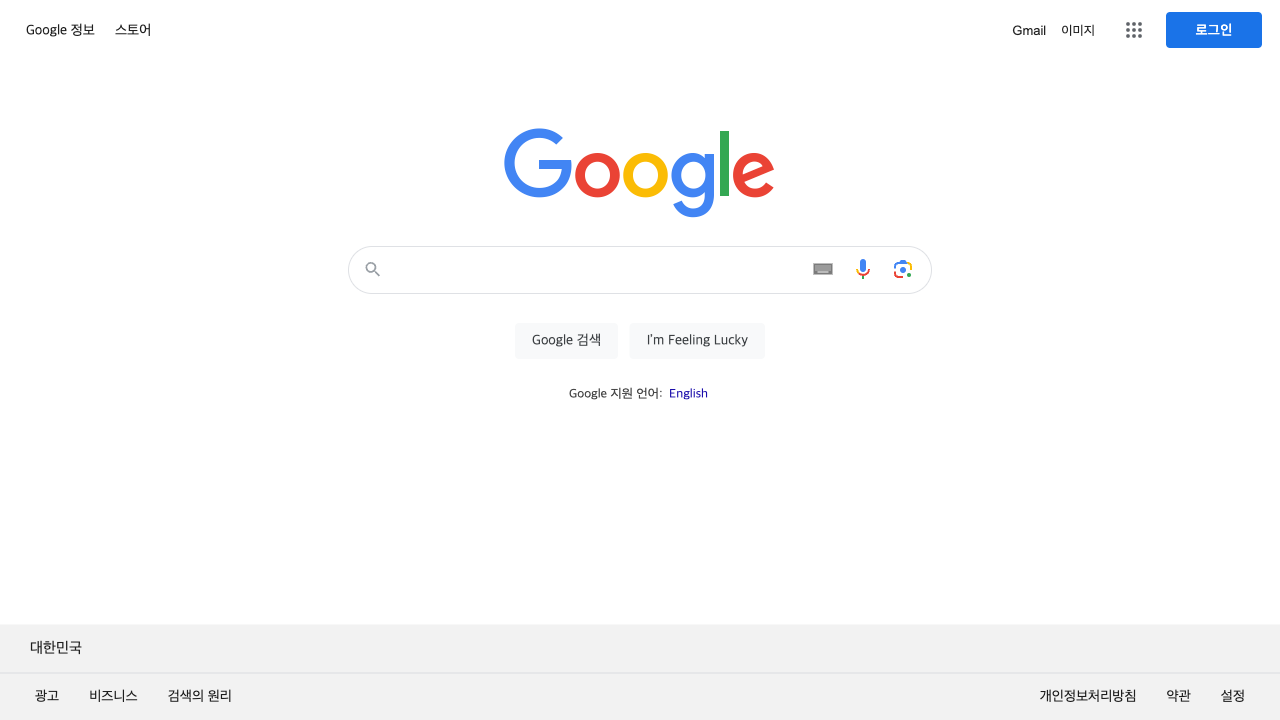 Google 정보 스토어 Gmail 이미지 로그인
Google
Google 검색 I'm Feeling Lucky
Google 지원 언어: English
대한민국
광고 비즈니스 검색의 원리 개인정보처리방침 약관 설정